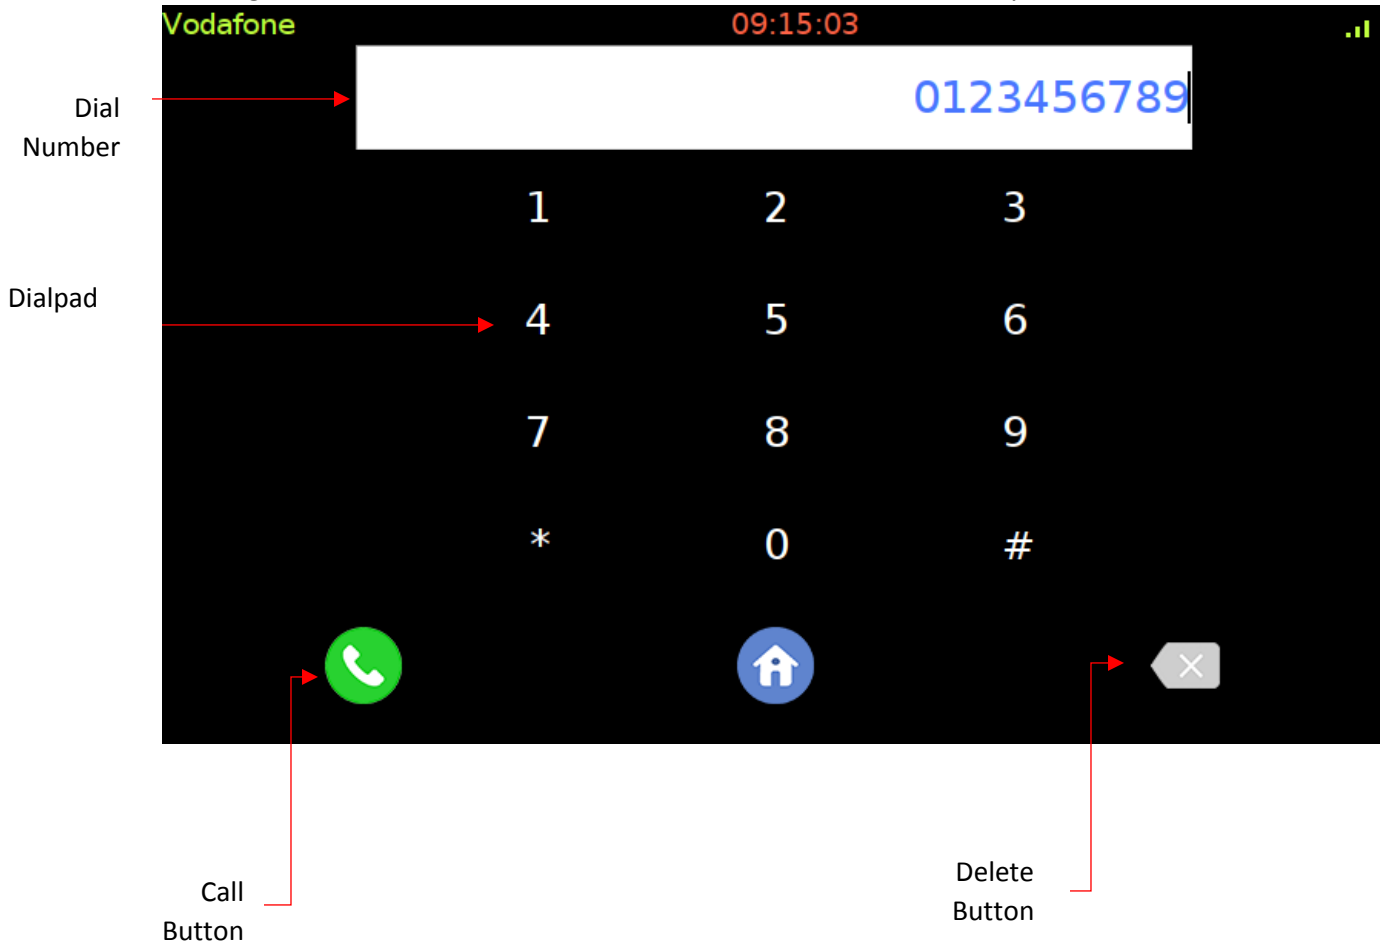 Vodafone 09:15:03
Dial
Number
0123456789
1 2 3
Dialpad
4 5 6
7 8 9
* 0 #
Call
Button
Delete
Button